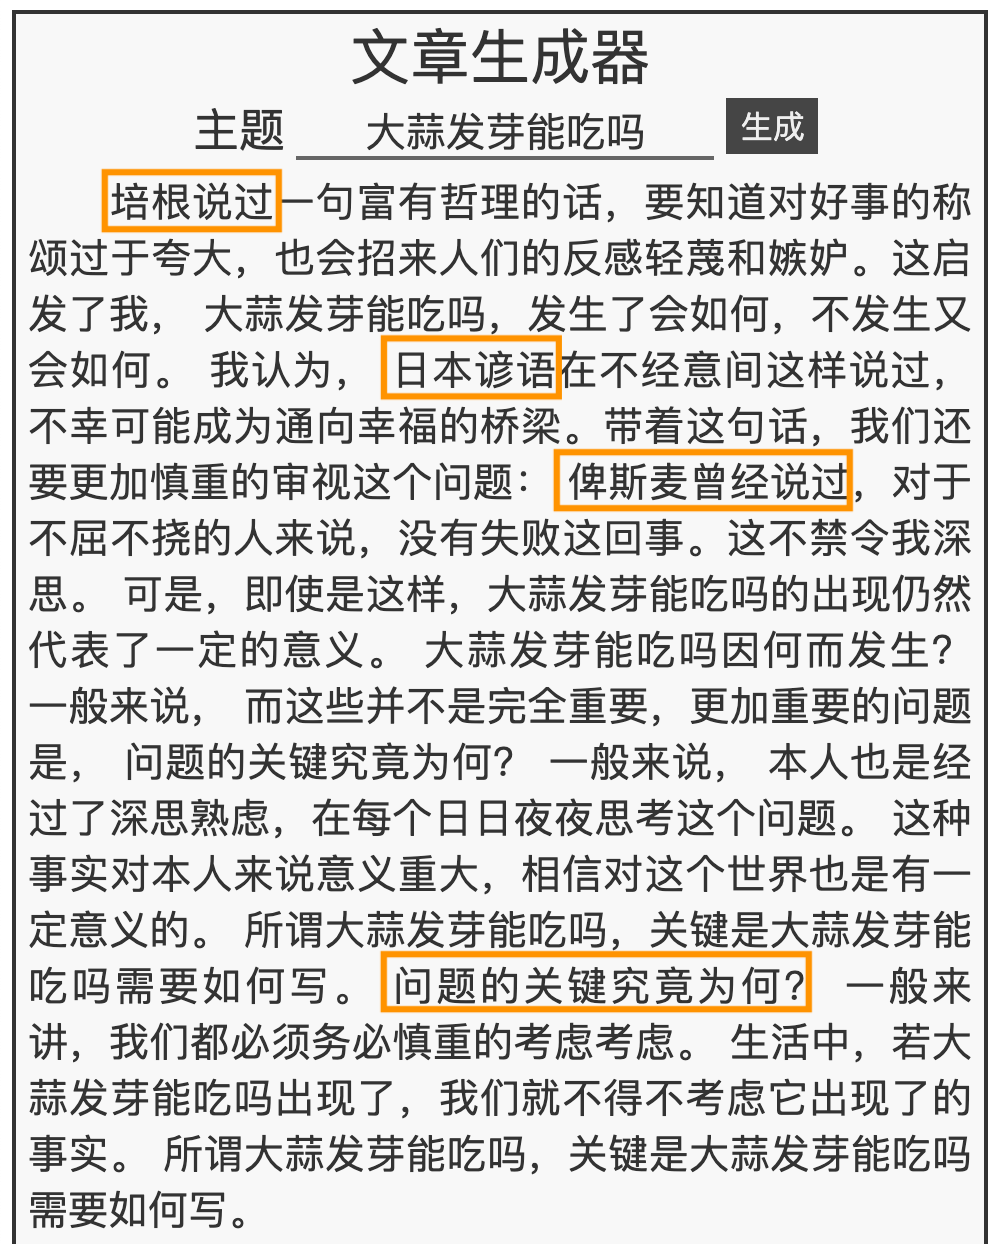 文章生成器
主题 大蒜发芽能吃吗 生成
培根说过一句富有哲理的话，要知道对好事的称
颂过于夸大，也会招来人们的反感轻蔑和嫉妒。这启
发了我， 大蒜发芽能吃吗，发生了会如何，不发生又
会如何。 我认为， 日本谚语在不经意间这样说过，
不幸可能成为通向幸福的桥梁。带着这句话，我们还
要更加慎重的审视这个问题： 俾斯麦曾经说过，对于
不屈不挠的人来说，没有失败这回事。这不禁令我深
思。 可是，即使是这样，大蒜发芽能吃吗的出现仍然
代表了一定的意义。 大蒜发芽能吃吗因何而发生？
一般来说， 而这些并不是完全重要，更加重要的问题
是， 问题的关键究竟为何？ 一般来说， 本人也是经
过了深思熟虑，在每个日日夜夜思考这个问题。 这种
事实对本人来说意义重大，相信对这个世界也是有一
定意义的。 所谓大蒜发芽能吃吗，关键是大蒜发芽能
吃吗需要如何写。 问题的关键究竟为何？ 一般来
讲，我们都必须务必慎重的考虑考虑。 生活中，若大
蒜发芽能吃吗出现了，我们就不得不考虑它出现了的
事实。 所谓大蒜发芽能吃吗，关键是大蒜发芽能吃吗
需要如何写。